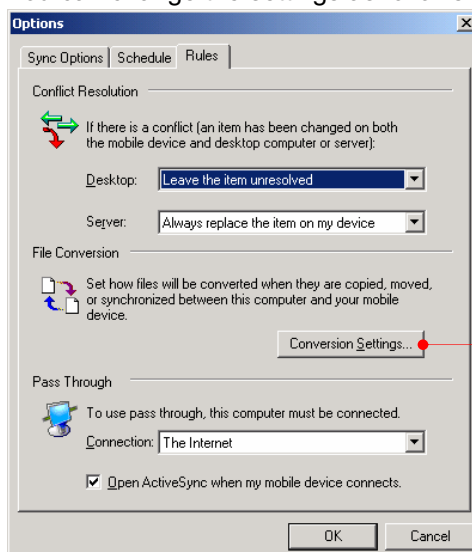 Options
Sync Options
Schedule
Rules
Conflict Resolution
If there is a conflict (an item has been changed on both
the mobile device and desktop computer or server):
Desktop: Leave the item unresolved
Server: Always replace the item on my device
File Conversion
Set how files will be converted when they are copied, moved,
or synchronized between this computer and your mobile
device.
Conversion Settings...
Pass Through
To use pass through, this computer must be connected.
Connection: The Internet
Open ActiveSync when my mobile device connects.
OK
Cancel